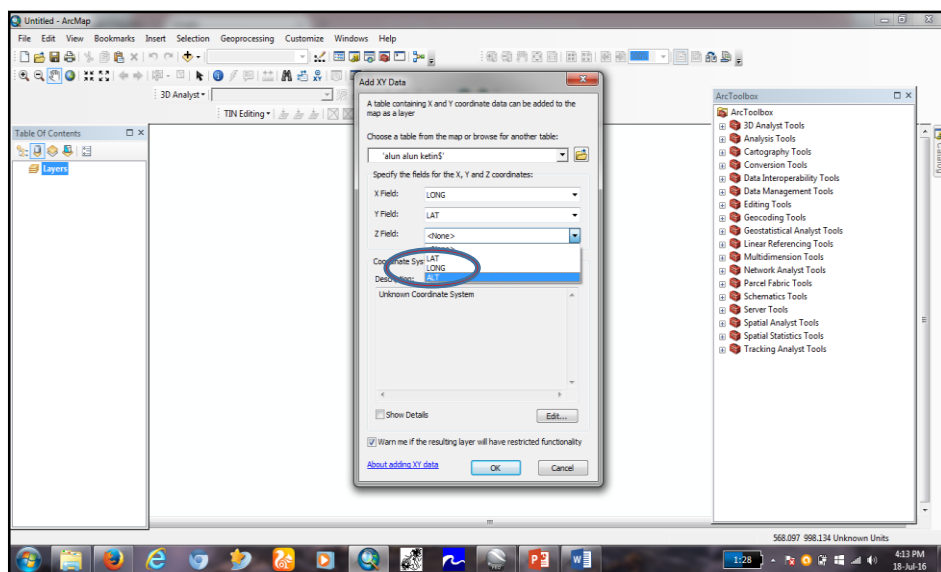 Untitled - ArcMap
File Edit View Bookmarks Insert Selection Geoprocessing Customize Windows Help
3D Analyst
TIN Editing
Table Of Contents
Layers
Add XY Data
A table containing X and Y coordinate data can be added to the
map as a layer
Choose a table from the map or browse for another table:
'alun alun ketin$'
Specify the fields for the X, Y and Z coordinates:
X Field: LONG
Y Field: LAT
Z Field: <None>
<None>
LAT
LONG
ALT
Coordinate Sys
Description:
Unknown Coordinate System
Show Details
Edit...
Warn me if the resulting layer will have restricted functionality
About adding XY data
OK Cancel
ArcToolbox
ArcToolbox
3D Analyst Tools
Analysis Tools
Cartography Tools
Conversion Tools
Data Interoperability Tools
Data Management Tools
Editing Tools
Geocoding Tools
Geostatistical Analyst Tools
Linear Referencing Tools
Multidimension Tools
Network Analyst Tools
Parcel Fabric Tools
Schematics Tools
Server Tools
Spatial Analyst Tools
Spatial Statistics Tools
Tracking Analyst Tools
Catalog
568.097 998.134 Unknown Units
1:28
4:13 PM
18-Jul-16